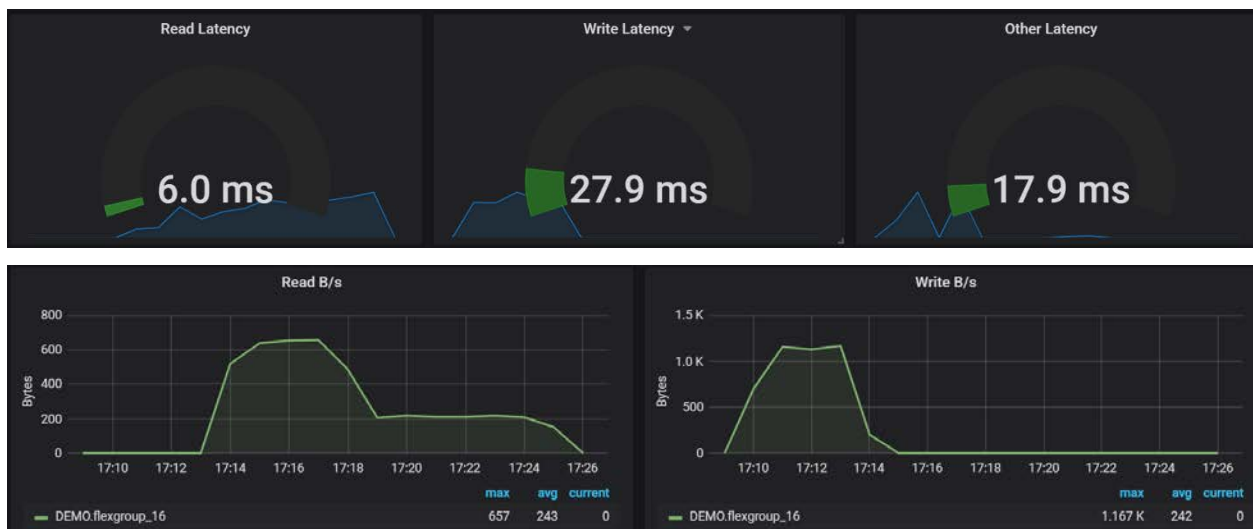 Read Latency
Write Latency
Other Latency
6.0 ms
27.9 ms
17.9 ms
Read B/s
800
600
400
200
0
Bytes
17:10 17:12 17:14 17:16 17:18 17:20 17:22 17:24 17:26
max avg current
DEMO.flexgroup_16 657 243 0
Write B/s
1.5 K
1.0 K
500
0
Bytes
17:10 17:12 17:14 17:16 17:18 17:20 17:22 17:24 17:26
max avg current
DEMO.flexgroup_16 1.167 K 242 0